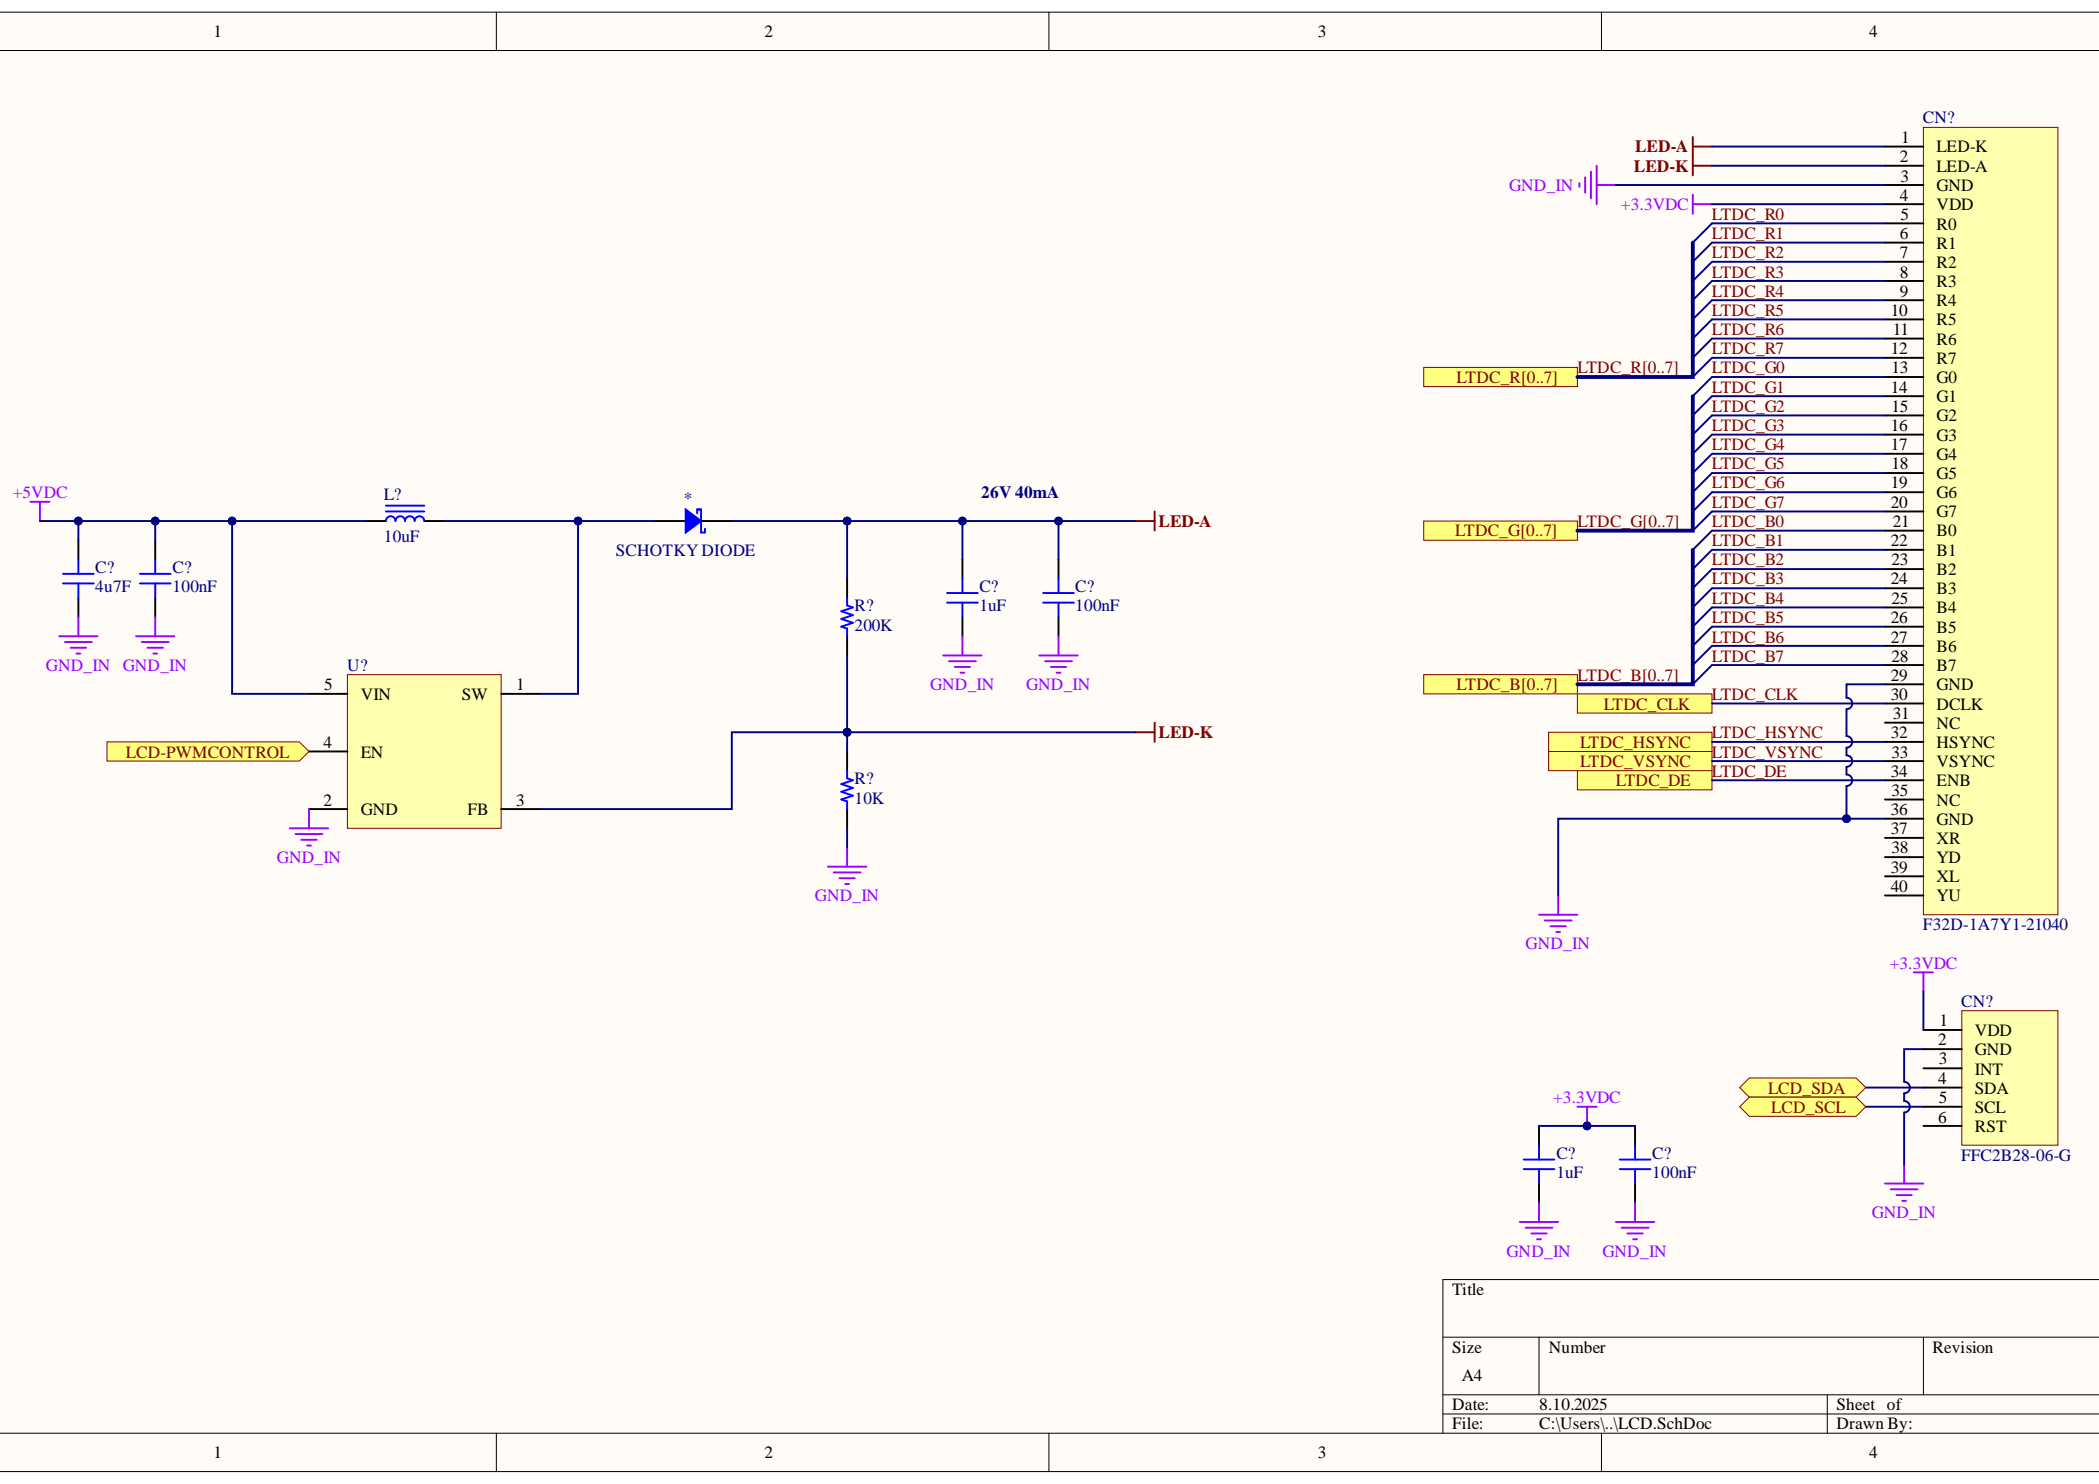 1 2 3 4
+5VDC
C?
4u7F
GND_IN
C?
100nF
GND_IN
L?
10uF
*
SCHOTKY DIODE
26V 40mA
LED-A
R?
200K
C?
1uF
GND_IN
C?
100nF
GND_IN
U?
5 VIN
SW 1
LCD-PWMCONTROL 4 EN
2 GND
FB 3
GND_IN
LED-K
R?
10K
GND_IN
CN?
LED-A 1 LED-K
LED-K 2 LED-A
GND_IN 3 GND
+3.3VDC 4 VDD
LTDC_R0 5 R0
LTDC_R1 6 R1
LTDC_R2 7 R2
LTDC_R3 8 R3
LTDC_R4 9 R4
LTDC_R5 10 R5
LTDC_R6 11 R6
LTDC_R7 12 R7
LTDC_R[0..7] LTDC_R[0..7]
LTDC_G0 13 G0
LTDC_G1 14 G1
LTDC_G2 15 G2
LTDC_G3 16 G3
LTDC_G4 17 G4
LTDC_G5 18 G5
LTDC_G6 19 G6
LTDC_G7 20 G7
LTDC_G[0..7] LTDC_G[0..7]
LTDC_B0 21 B0
LTDC_B1 22 B1
LTDC_B2 23 B2
LTDC_B3 24 B3
LTDC_B4 25 B4
LTDC_B5 26 B5
LTDC_B6 27 B6
LTDC_B7 28 B7
LTDC_B[0..7] LTDC_B[0..7]
29 GND
LTDC_CLK LTDC_CLK 30 DCLK
31 NC
LTDC_HSYNC LTDC_HSYNC 32 HSYNC
LTDC_VSYNC LTDC_VSYNC 33 VSYNC
LTDC_DE LTDC_DE 34 ENB
35 NC
36 GND
37 XR
38 YD
39 XL
40 YU
F32D-1A7Y1-21040
GND_IN
+3.3VDC
CN?
1 VDD
2 GND
3 INT
LCD_SDA 4 SDA
LCD_SCL 5 SCL
6 RST
FFC2B28-06-G
GND_IN
+3.3VDC
C?
1uF
GND_IN
C?
100nF
GND_IN
Title
Size Number Revision
A4
Date: 8.10.2025 Sheet of
File: C:\Users\..\LCD.SchDoc Drawn By:
1 2 3 4